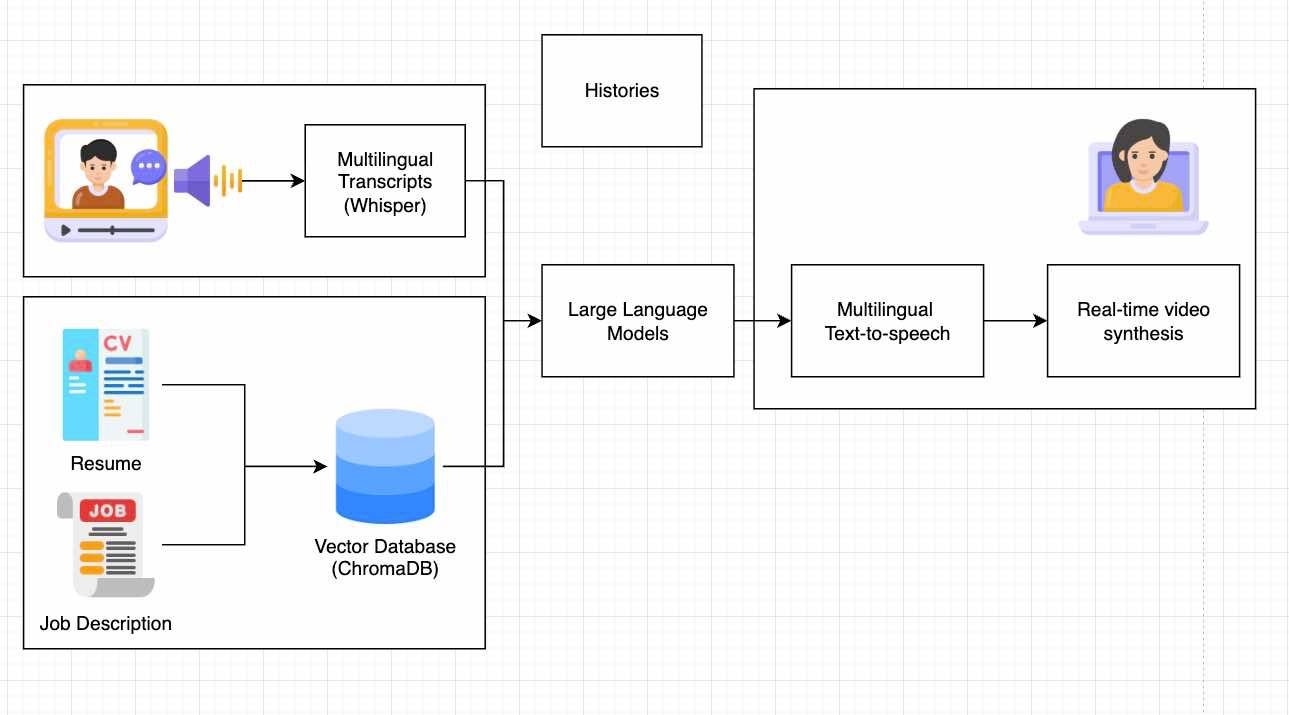 Histories
Multilingual
Transcripts
(Whisper)
Large Language
Models
Multilingual
Text-to-speech
Real-time video
synthesis
CV
Resume
JOB
Job Description
Vector Database
(ChromaDB)